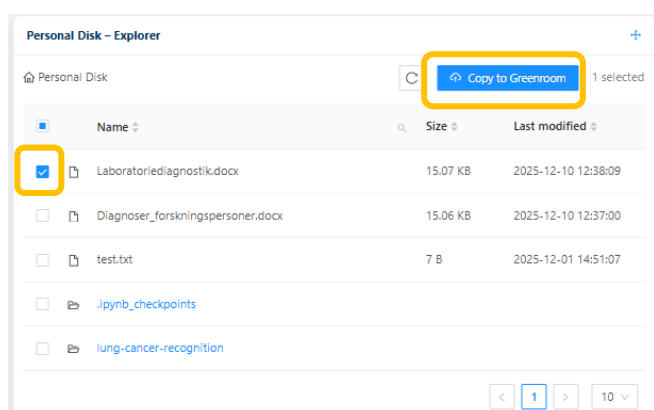 Personal Disk – Explorer
Personal Disk
Copy to Greenroom
1 selected
Name
Size
Last modified
Laboratoriediagnostik.docx
15.07 KB
2025-12-10 12:38:09
Diagnoser_forskningspersoner.docx
15.06 KB
2025-12-10 12:37:00
test.txt
7 B
2025-12-01 14:51:07
.ipynb_checkpoints
lung-cancer-recognition
< 1 > 10